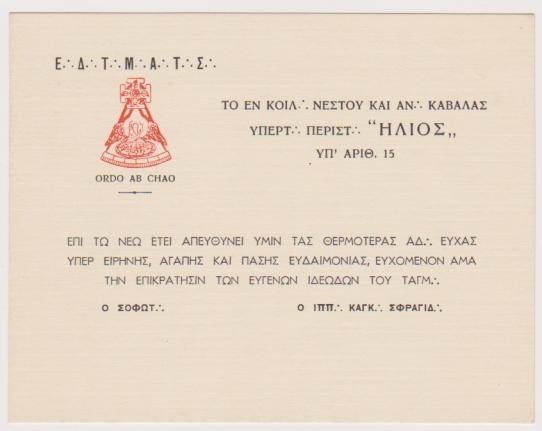 Ε∴ Δ∴ Τ∴ Μ∴ Α∴ Τ∴ Σ∴
ORDO AB CHAO
ΤΟ ΕΝ ΚΟΙΛ∴ ΝΕΣΤΟΥ ΚΑΙ ΑΝ∴ ΚΑΒΑΛΑΣ
ΥΠΕΡΤ∴ ΠΕΡΙΣΤ∴ “ΗΛΙΟΣ„
ΥΠ' ΑΡΙΘ. 15
ΕΠΙ ΤΩ ΝΕΩ ΕΤΕΙ ΑΠΕΥΘΥΝΕΙ ΥΜΙΝ ΤΑΣ ΘΕΡΜΟΤΕΡΑΣ ΑΔ∴ ΕΥΧΑΣ
ΥΠΕΡ ΕΙΡΗΝΗΣ, ΑΓΑΠΗΣ ΚΑΙ ΠΑΣΗΣ ΕΥΔΑΙΜΟΝΙΑΣ, ΕΥΧΟΜΕΝΟΝ ΑΜΑ
ΤΗΝ ΕΠΙΚΡΑΤΗΣΙΝ ΤΩΝ ΕΥΓΕΝΩΝ ΙΔΕΩΔΩΝ ΤΟΥ ΤΑΓΜ∴
Ο ΣΟΦΩΤ∴ Ο ΙΠΠ∴ ΚΑΓΚ∴ ΣΦΡΑΓΙΔ∴